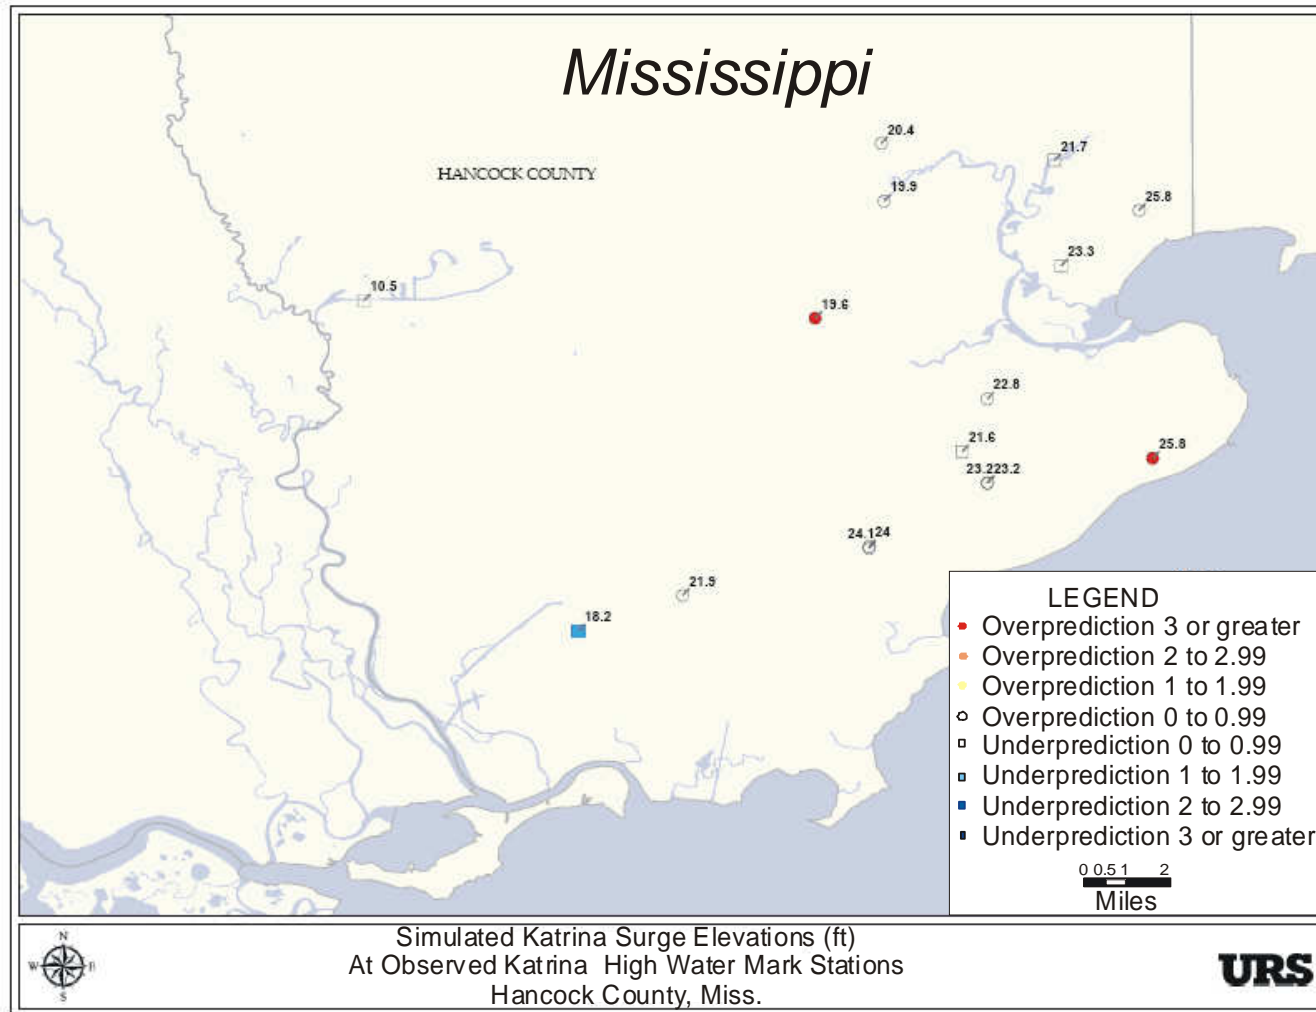 Mississippi
20.4
21.7
HANCOCK COUNTY
19.9
25.8
23.3
10.5
19.6
22.8
21.6
25.8
23.223.2
24.124
21.9
18.2
LEGEND
Overprediction 3 or greater
Overprediction 2 to 2.99
Overprediction 1 to 1.99
Overprediction 0 to 0.99
Underprediction 0 to 0.99
Underprediction 1 to 1.99
Underprediction 2 to 2.99
Underprediction 3 or greater
0 0.5 1 2
Miles
N
W E
S
Simulated Katrina Surge Elevations (ft)
At Observed Katrina High Water Mark Stations
Hancock County, Miss.
URS